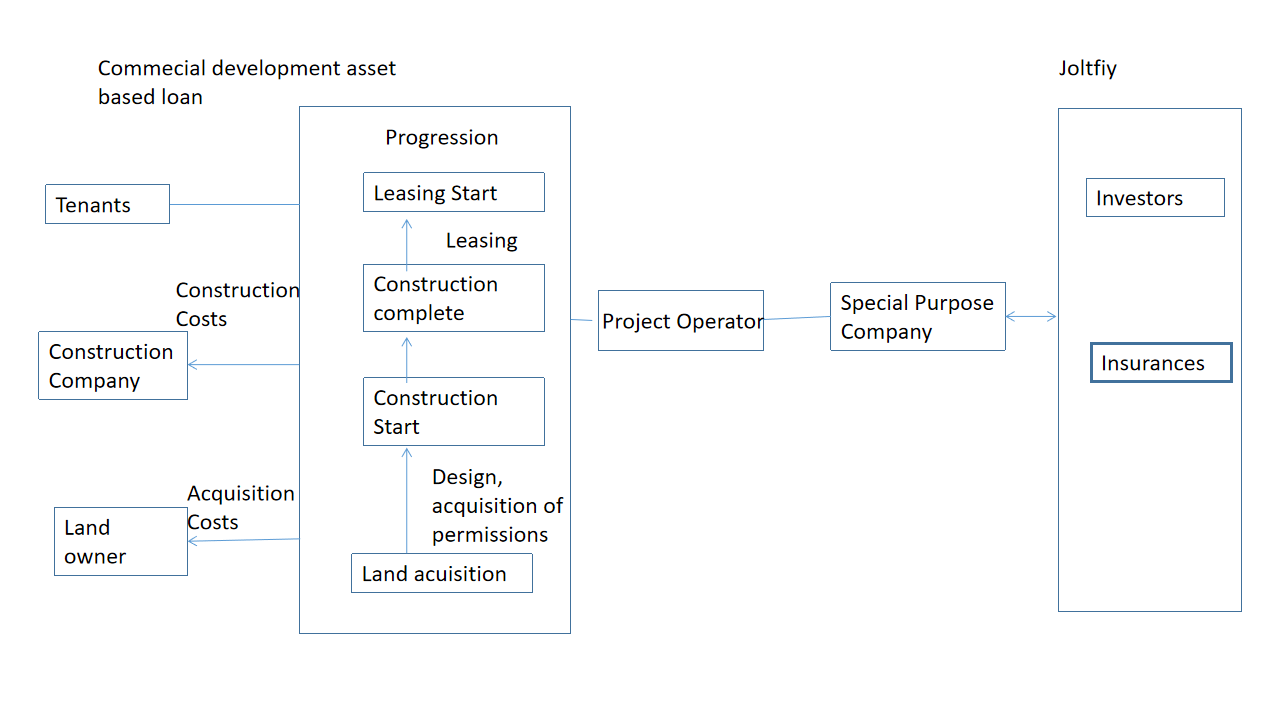 Commecial development asset
based loan
Joltfiy
Progression
Leasing Start
Tenants
Investors
Leasing
Construction
complete
Construction
Costs
Project Operator
Special Purpose
Company
Construction
Company
Insurances
Construction
Start
Design,
acquisition of
permissions
Acquisition
Costs
Land
owner
Land acuisition